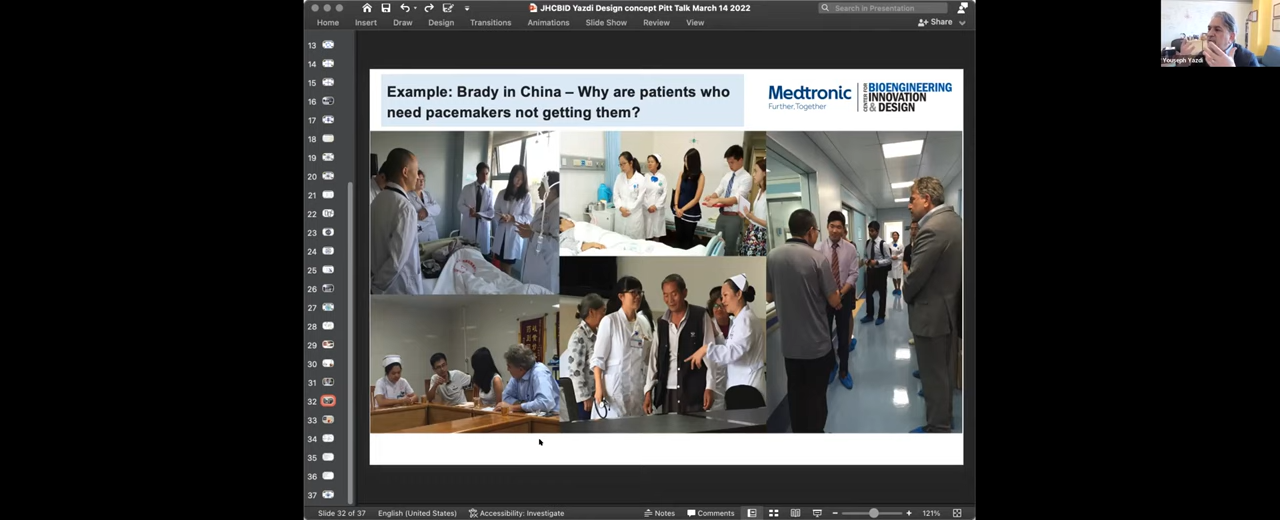 JHCBID Yazdi Design concept Pitt Talk March 14 2022
Search in Presentation
Home Insert Draw Design Transitions Animations Slide Show Review View
Share
13
14
15
16
17
18
19
20
21
22
23
24
25
26
27
28
29
30
31
32
33
34
35
36
37
Example: Brady in China – Why are patients who
need pacemakers not getting them?
Medtronic
Further, Together
CENTER FOR
BIOENGINEERING
INNOVATION
& DESIGN
Youseph Yazdi
Slide 32 of 37 English (United States) Accessibility: Investigate Notes Comments 121%